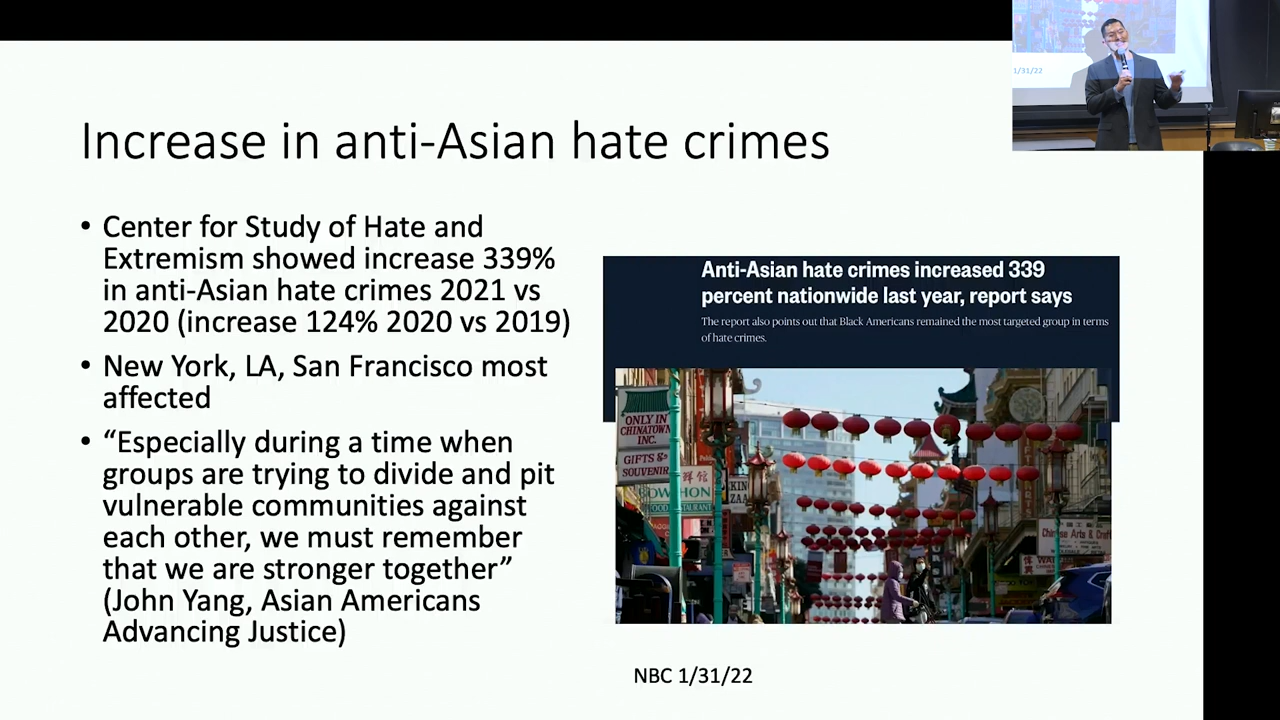 1/31/22
Increase in anti-Asian hate crimes
• Center for Study of Hate and
Extremism showed increase 339%
in anti-Asian hate crimes 2021 vs
2020 (increase 124% 2020 vs 2019)
• New York, LA, San Francisco most
affected
• “Especially during a time when
groups are trying to divide and pit
vulnerable communities against
each other, we must remember
that we are stronger together”
(John Yang, Asian Americans
Advancing Justice)
Anti-Asian hate crimes increased 339
percent nationwide last year, report says
The report also points out that Black Americans remained the most targeted group in terms
of hate crimes.
ONLY IN
CHINATOWN
INC.
GIFTS &
SOUVENIR
Chinese Arts & Craft
NBC 1/31/22